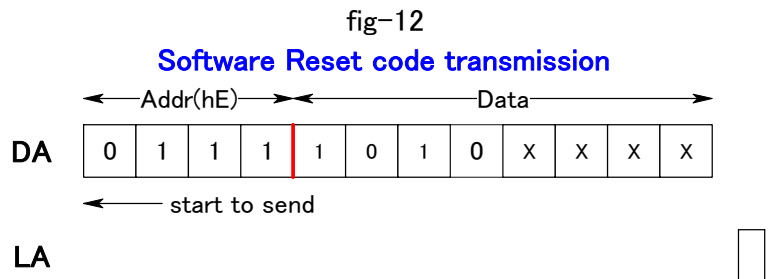 fig-12
Software Reset code transmission
Addr(hE) Data
DA 0 1 1 1 1 0 1 0 X X X X
start to send
LA